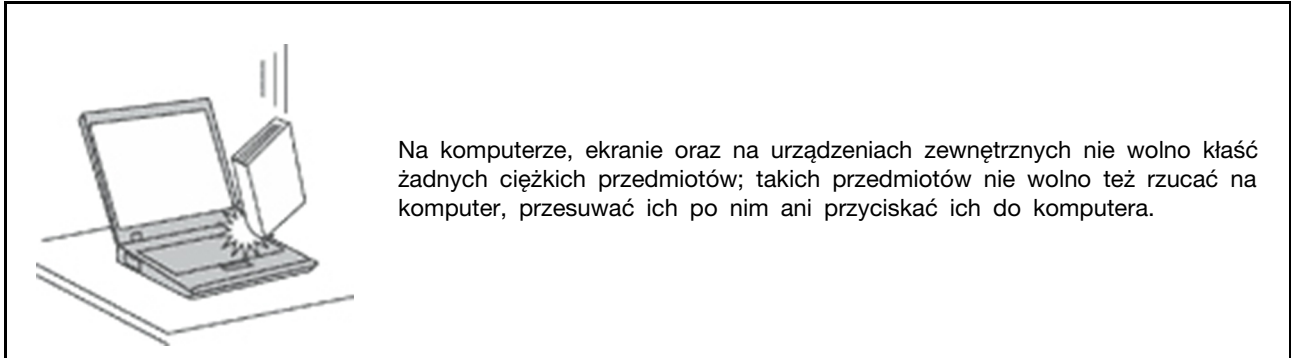 Na komputerze, ekranie oraz na urządzeniach zewnętrznych nie wolno kłaść
żadnych ciężkich przedmiotów; takich przedmiotów nie wolno też rzucać na
komputer, przesuwać ich po nim ani przyciskać ich do komputera.